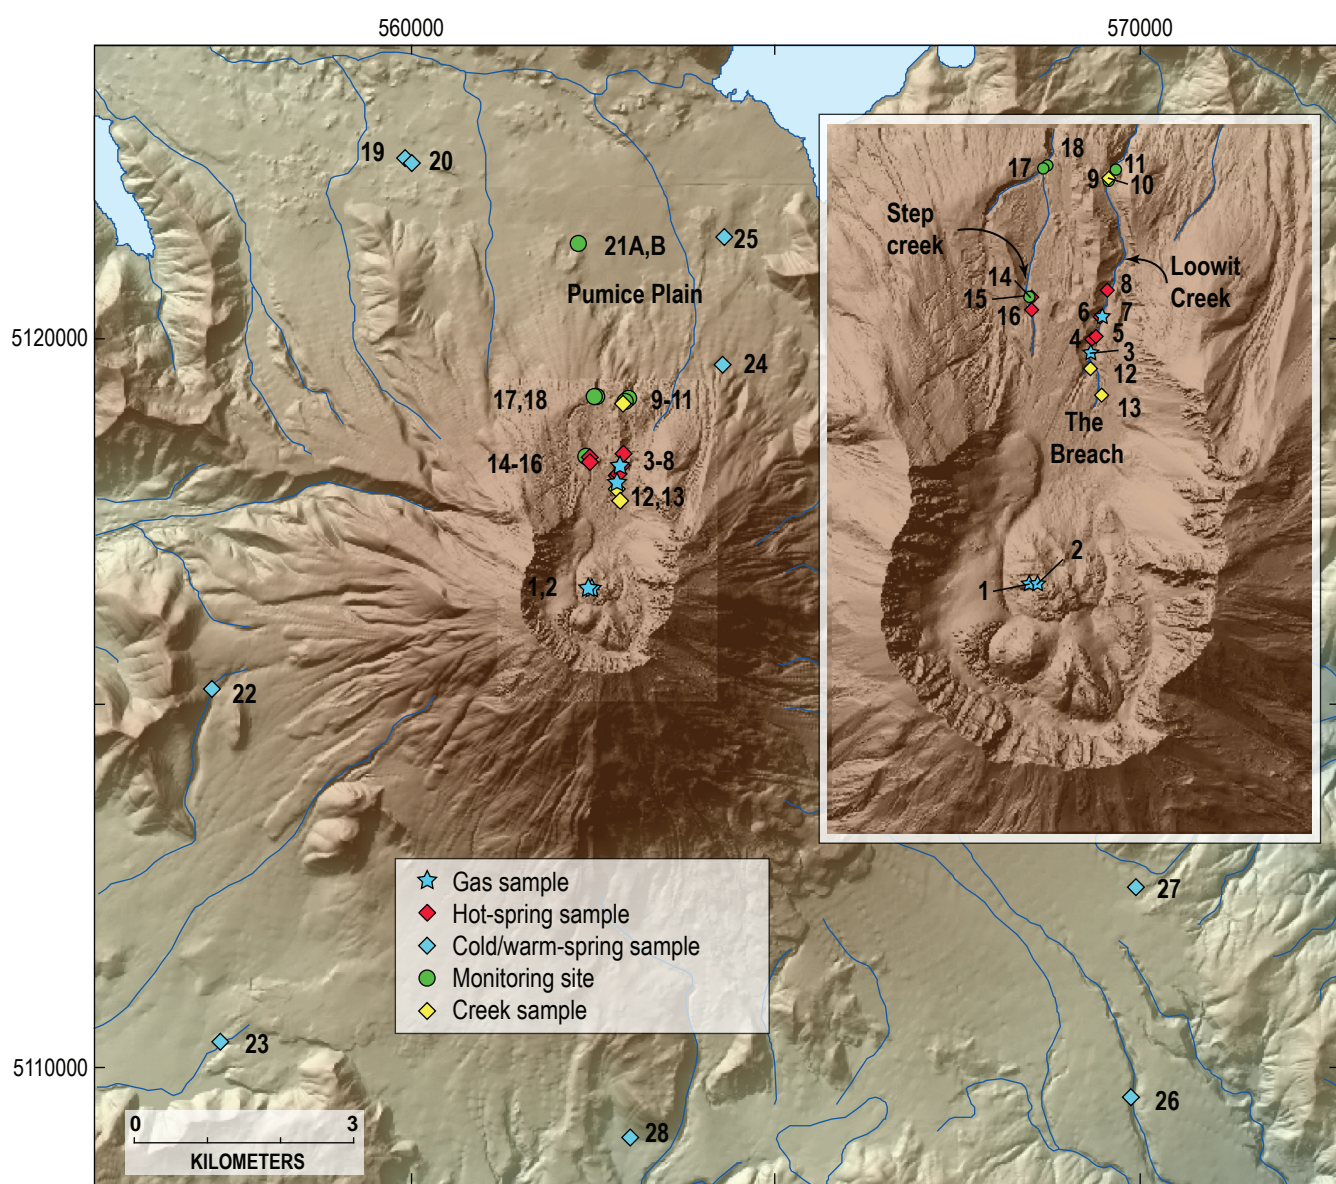 560000
570000
19
20
18
17
11
9
10
Step
creek
21A,B
25
Loowit
Creek
14
8
15
Pumice Plain
16
6
7
5120000
5
4
3
24
12
17,18
9-11
13
The
Breach
14-16
3-8
12,13
2
1,2
1
22
Gas sample
27
Hot-spring sample
Cold/warm-spring sample
Monitoring site
Creek sample
23
5110000
26
0
3
28
KILOMETERS